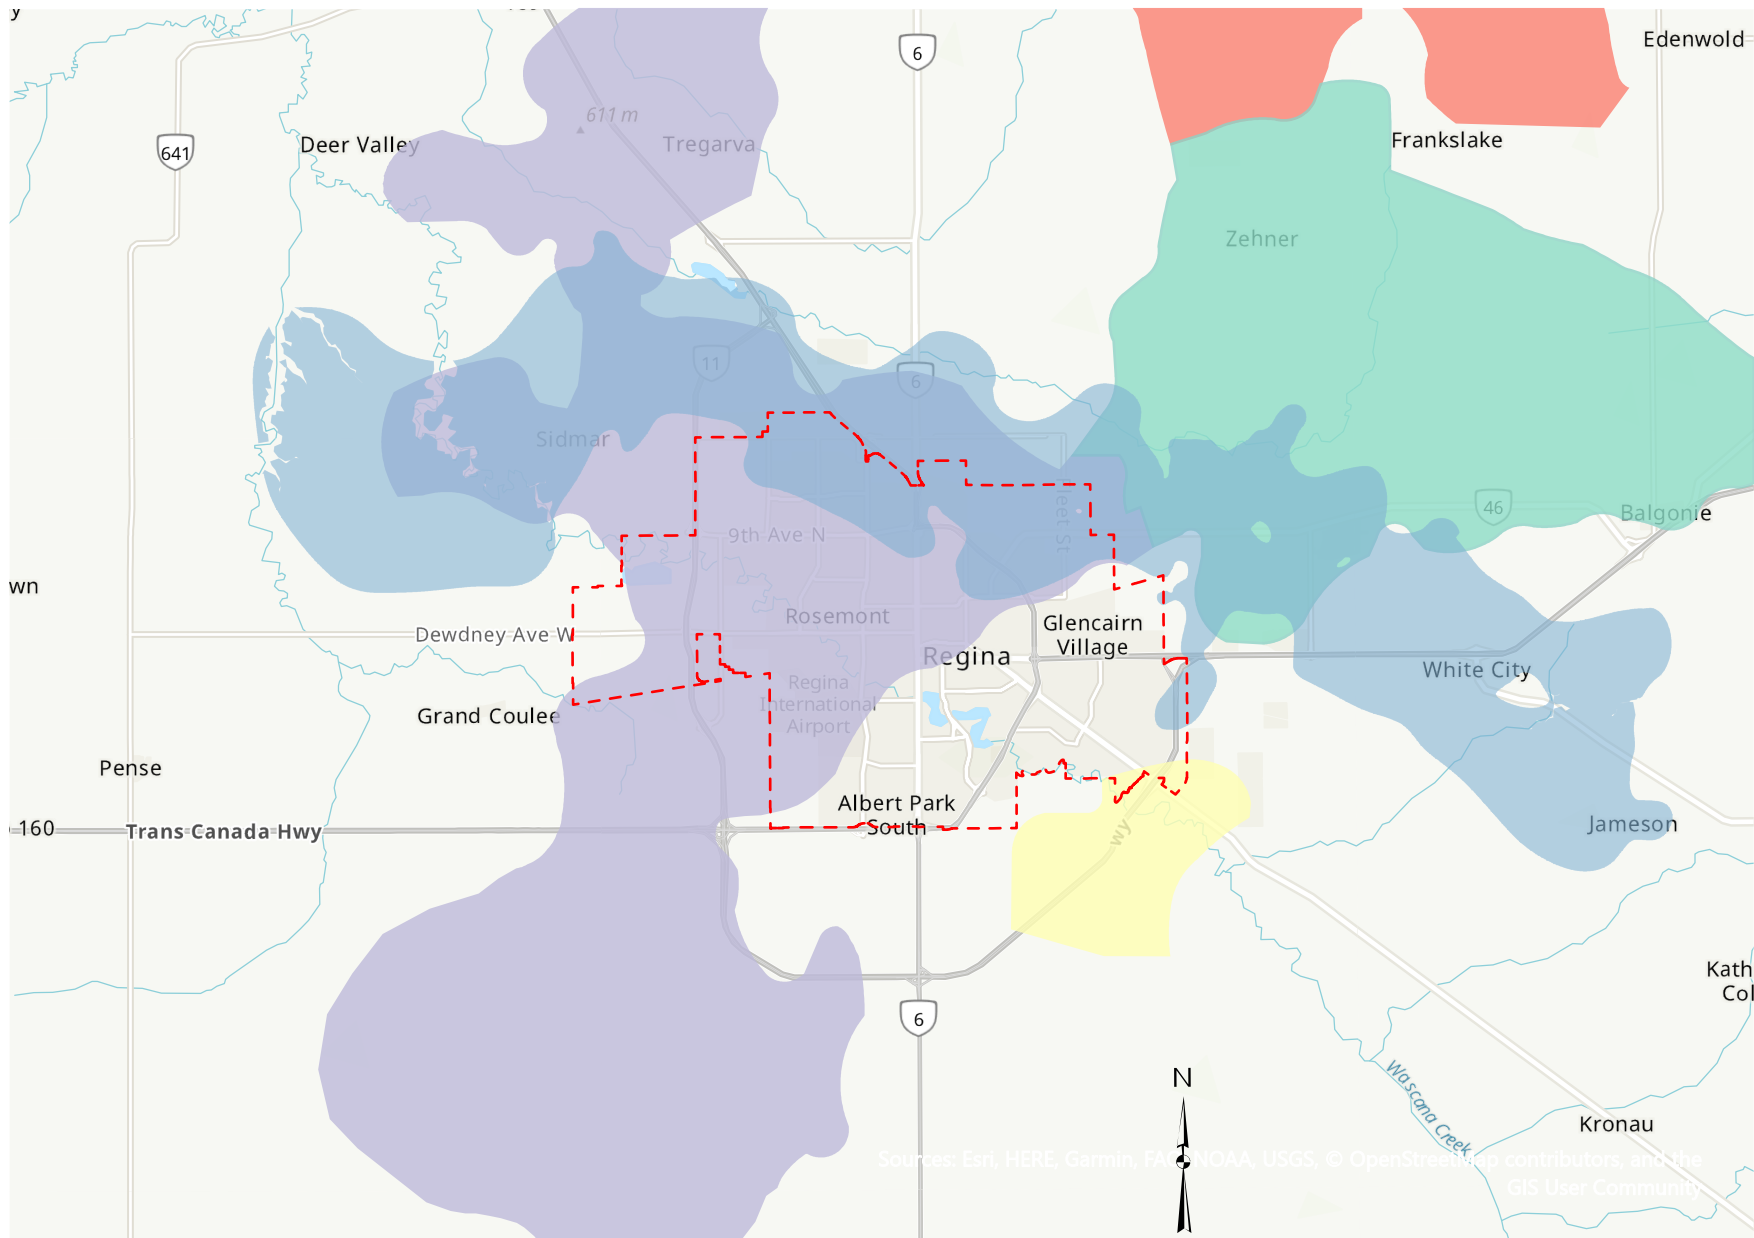 6
Edenwold
611 m
Deer Valley
Tregarva
Frankslake
641
Zehner
11
6
Sidmar
46
Balgonie
9th Ave N
Fleet St
wn
Rosemont
Glencairn
Village
Dewdney Ave W
Regina
White City
Regina
International
Airport
Grand Coulee
Pense
Albert Park
South
160
Trans Canada Hwy
wy
Jameson
Kath
Col
6
N
Wascana Creek
Kronau
Sources: Esri, HERE, Garmin, FAO, NOAA, USGS, © OpenStreetMap contributors, and the
GIS User Community